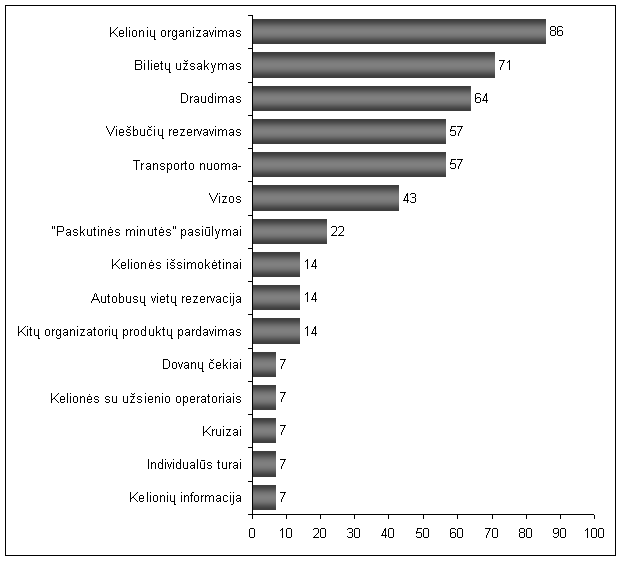 Kelionių organizavimas 86
Bilietų užsakymas 71
Draudimas 64
Viešbučių rezervavimas 57
Transporto nuoma- 57
Vizos 43
"Paskutinės minutės" pasiūlymai 22
Kelionės išsimokėtinai 14
Autobusų vietų rezervacija 14
Kitų organizatorių produktų pardavimas 14
Dovanų čekiai 7
Kelionės su užsienio operatoriais 7
Kruizai 7
Individualūs turai 7
Kelionių informacija 7
0 10 20 30 40 50 60 70 80 90 100